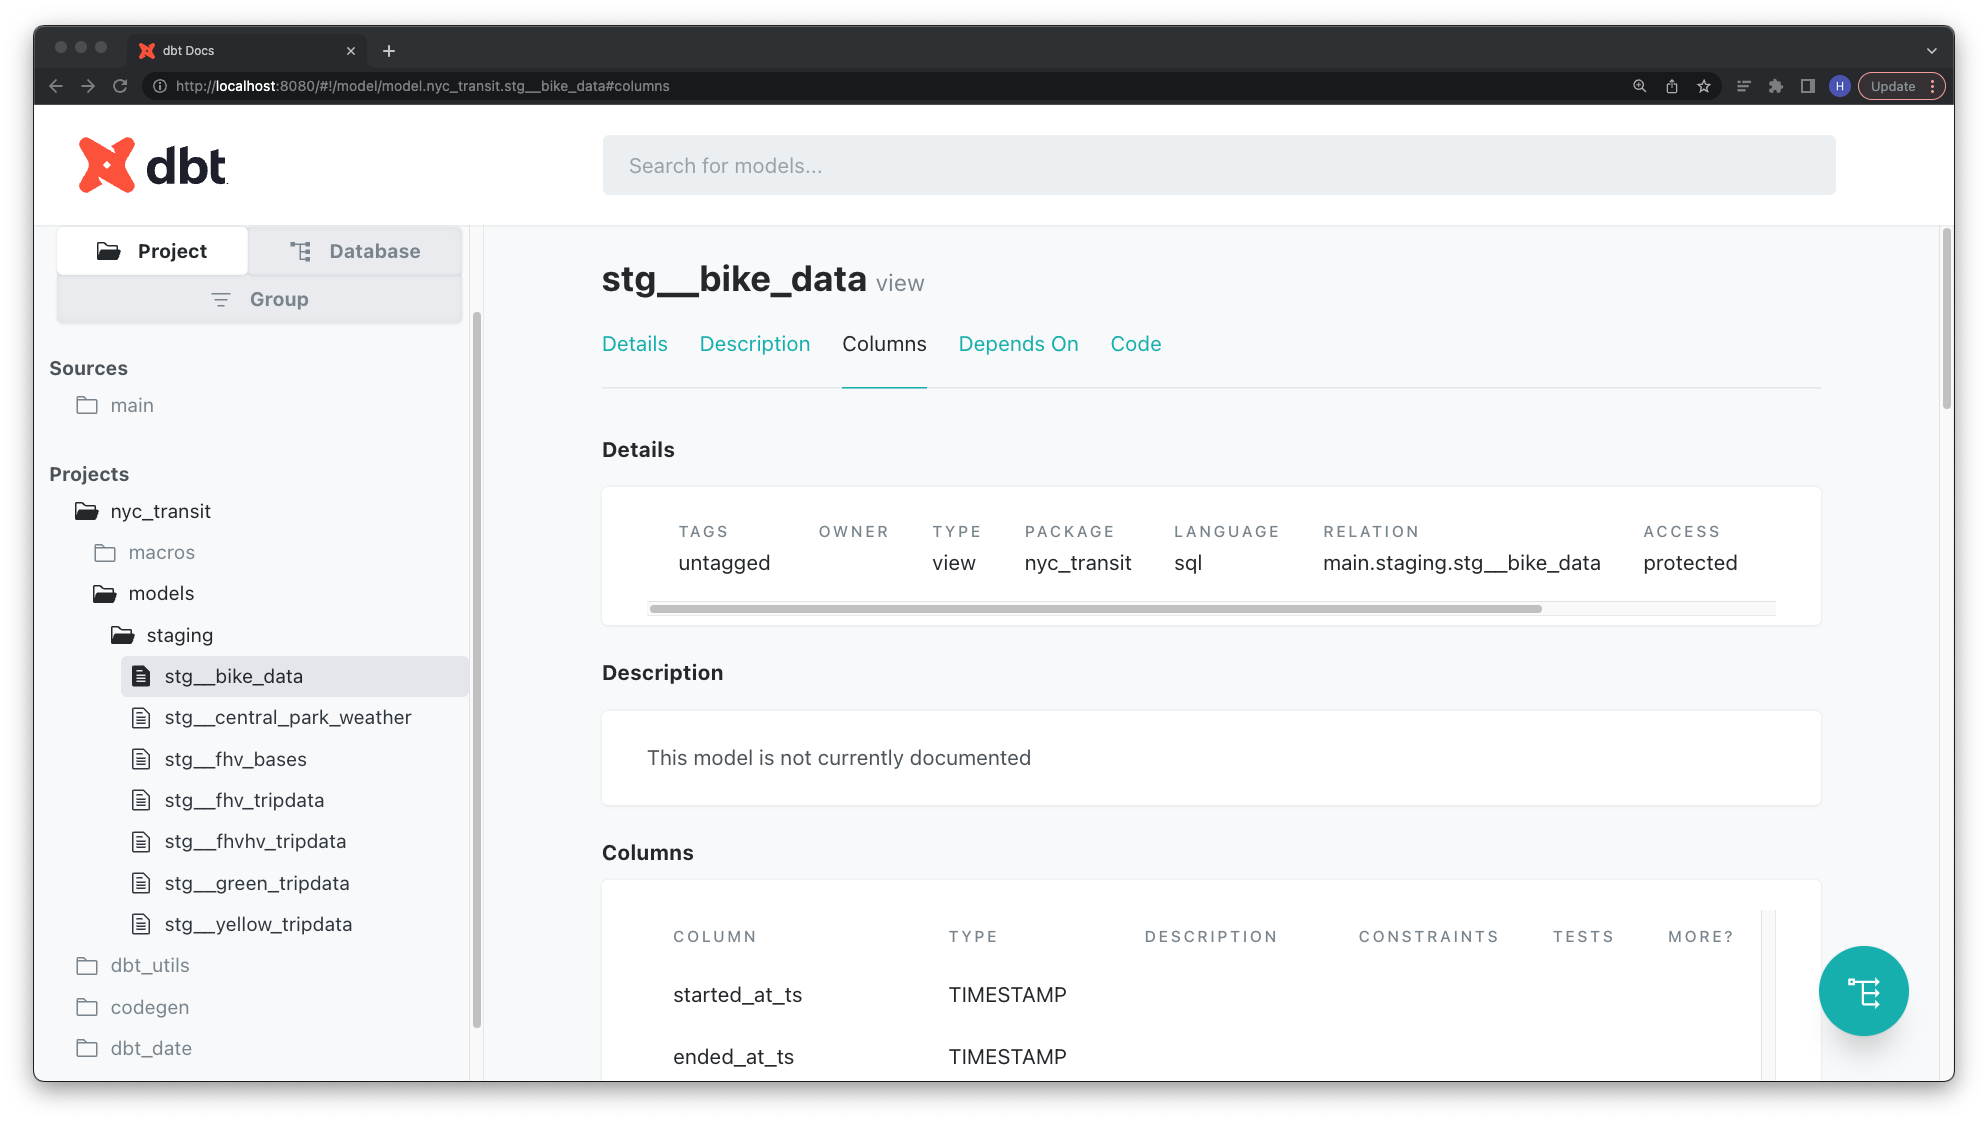 dbt Docs
http://localhost:8080/#!/model/model.nyc_transit.stg__bike_data#columns
H
Update
dbt
Search for models...
Project
Database
Group
Sources
main
Projects
nyc_transit
macros
models
staging
stg__bike_data
stg__central_park_weather
stg__fhv_bases
stg__fhv_tripdata
stg__fhvhv_tripdata
stg__green_tripdata
stg__yellow_tripdata
dbt_utils
codegen
dbt_date
stg__bike_data view
Details Description Columns Depends On Code
Details
TAGS OWNER TYPE PACKAGE LANGUAGE RELATION ACCESS
untagged view nyc_transit sql main.staging.stg__bike_data protected
Description
This model is not currently documented
Columns
COLUMN TYPE DESCRIPTION CONSTRAINTS TESTS MORE?
started_at_ts TIMESTAMP
ended_at_ts TIMESTAMP